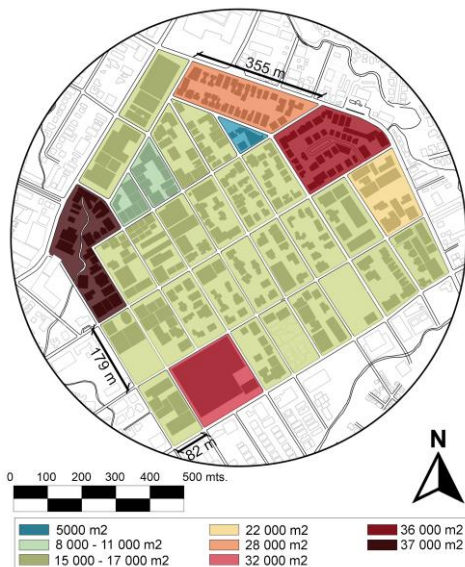 355 m
179 m
82 m
N
0 100 200 300 400 500 mts.
5000 m2 22 000 m2 36 000 m2
8 000 - 11 000 m2 28 000 m2 37 000 m2
15 000 - 17 000 m2 32 000 m2